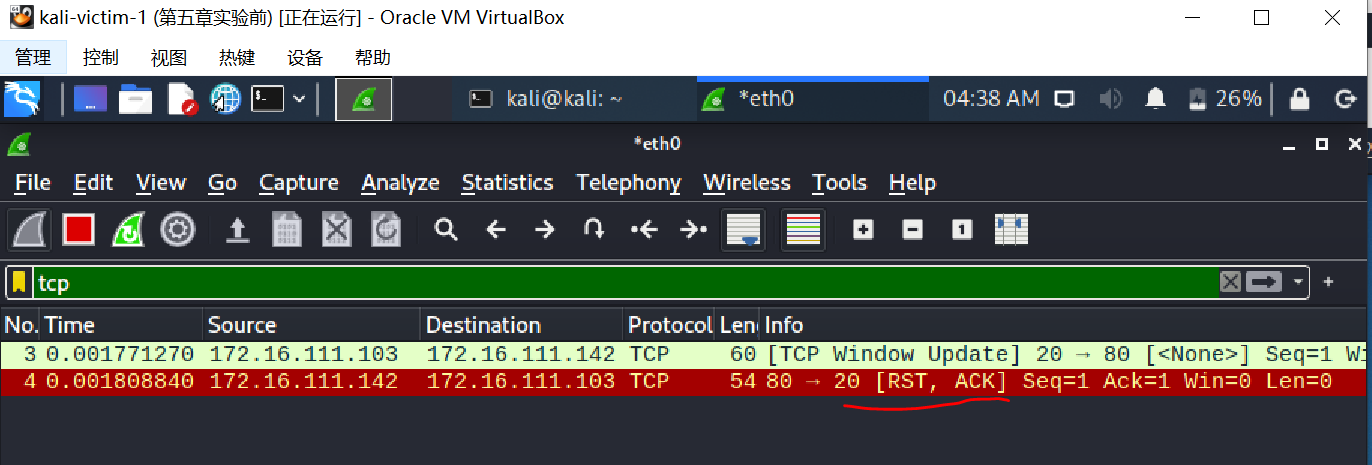 kali-victim-1 (第五章实验前) [正在运行] - Oracle VM VirtualBox
管理 控制 视图 热键 设备 帮助
kali@kali: ~ *eth0 04:38 AM 26%
*eth0
File Edit View Go Capture Analyze Statistics Telephony Wireless Tools Help
tcp
No. Time Source Destination Protocol Len Info
3 0.001771270 172.16.111.103 172.16.111.142 TCP 60 [TCP Window Update] 20 → 80 [<None>] Seq=1 Wi
4 0.001808840 172.16.111.142 172.16.111.103 TCP 54 80 → 20 [RST, ACK] Seq=1 Ack=1 Win=0 Len=0